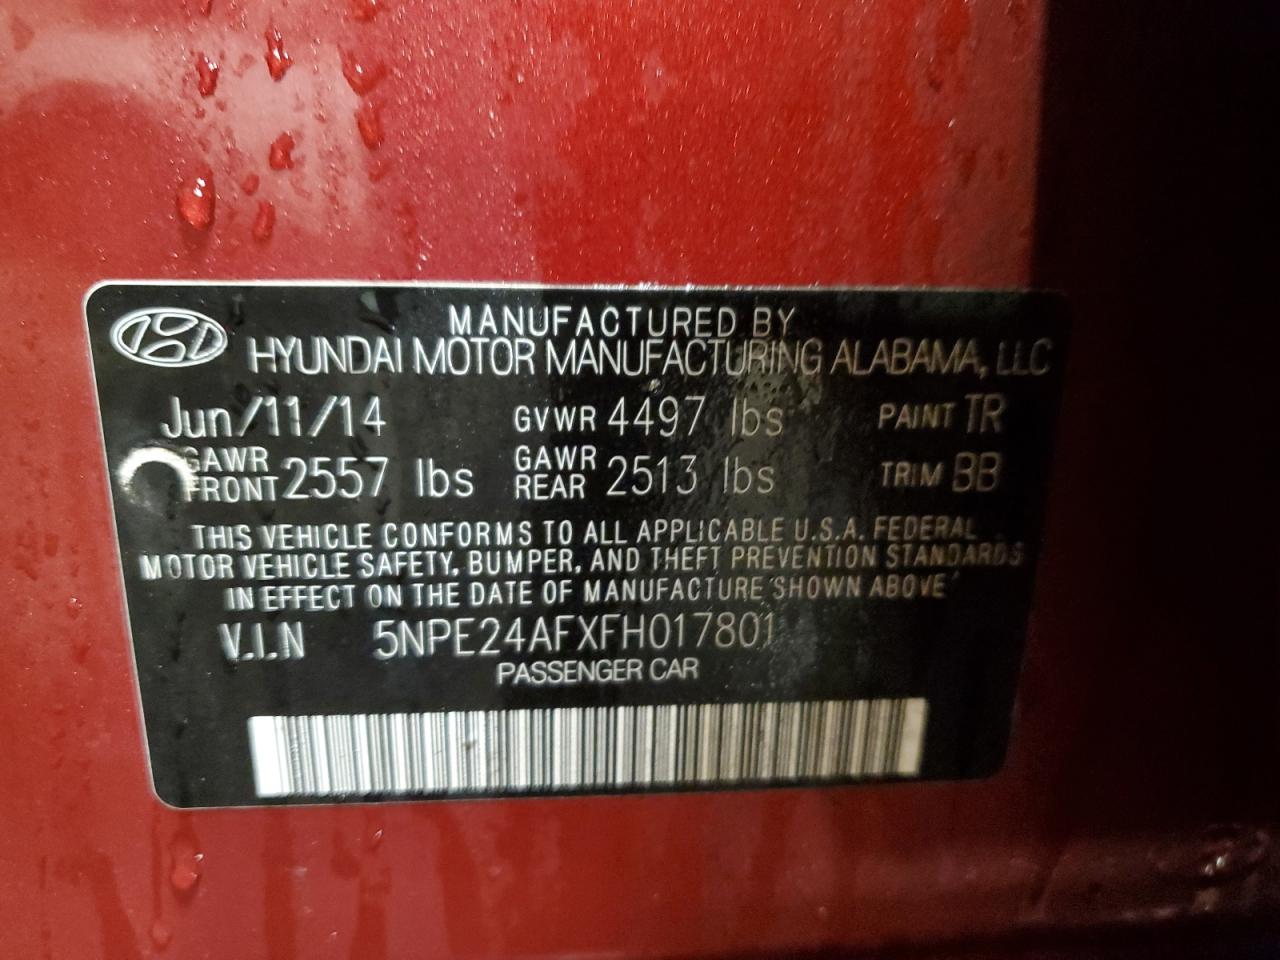 MANUFACTURED BY
HYUNDAI MOTOR MANUFACTURING ALABAMA, LLC
Jun/11/14 GVWR 4497 lbs PAINT TR
GAWR FRONT 2557 lbs GAWR REAR 2513 lbs TRIM BB
THIS VEHICLE CONFORMS TO ALL APPLICABLE U.S.A. FEDERAL
MOTOR VEHICLE SAFETY, BUMPER, AND THEFT PREVENTION STANDARDS
IN EFFECT ON THE DATE OF MANUFACTURE SHOWN ABOVE
V.I.N 5NPE24AFXFH017801
PASSENGER CAR